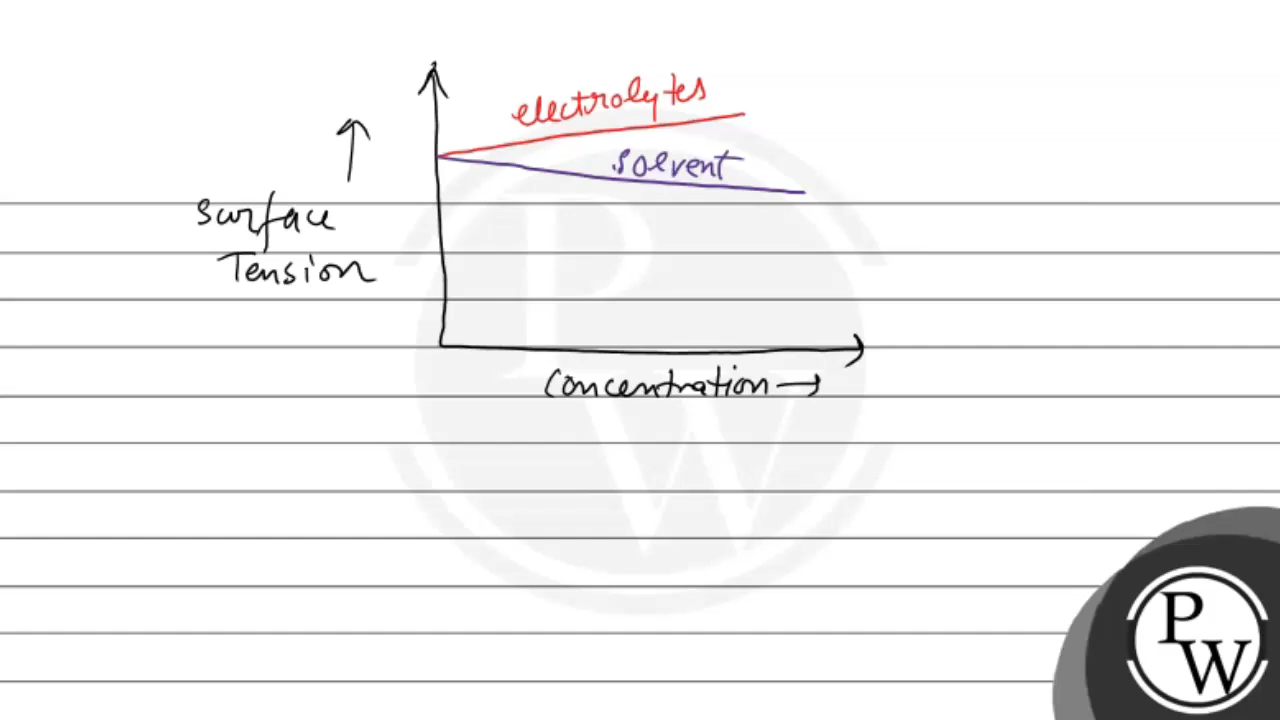 electrolytes
solvent
surface
Tension
concentration
P
W
P
W